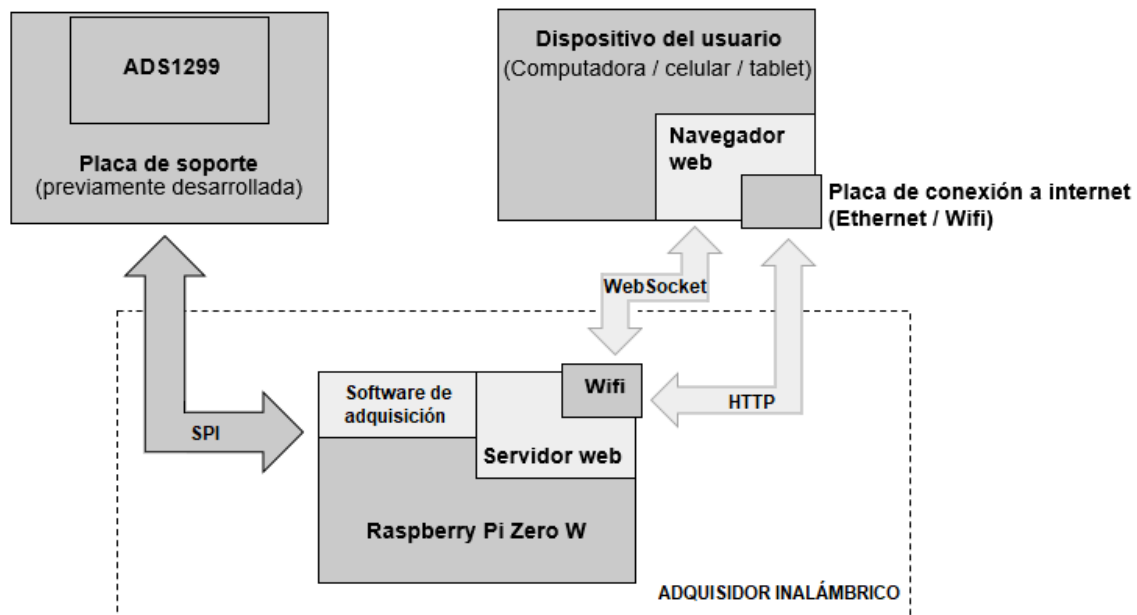 ADS1299
Placa de soporte
(previamente desarrollada)
Dispositivo del usuario
(Computadora / celular / tablet)
Navegador
web
Placa de conexión a internet
(Ethernet / Wifi)
WebSocket
HTTP
SPI
Software de
adquisición
Wifi
Servidor web
Raspberry Pi Zero W
ADQUISIDOR INALÁMBRICO